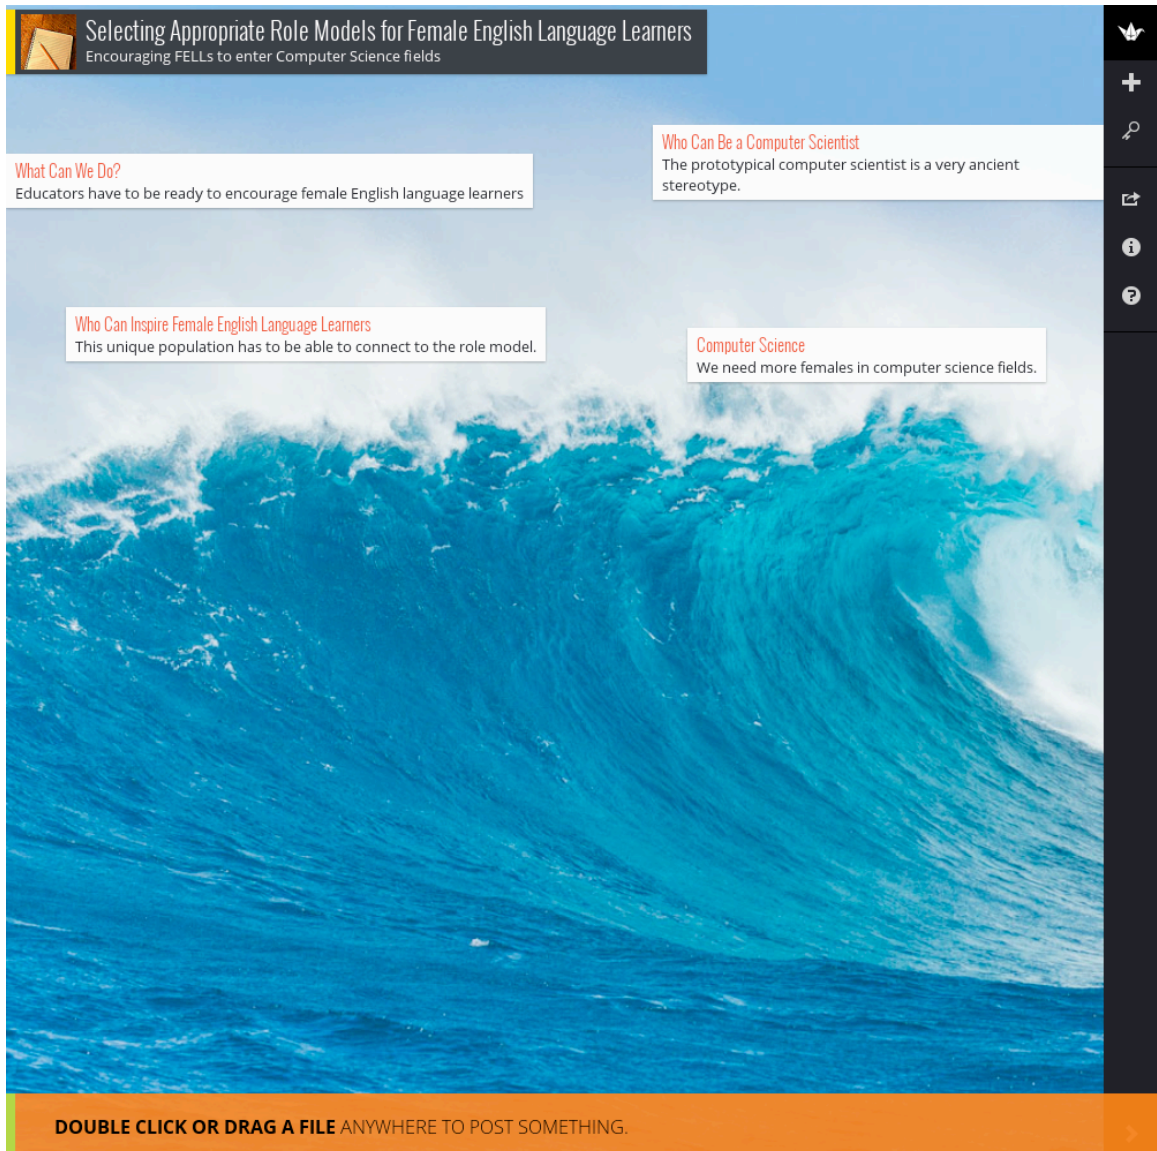 Selecting Appropriate Role Models for Female English Language Learners
Encouraging FELLs to enter Computer Science fields
Who Can Be a Computer Scientist
The prototypical computer scientist is a very ancient
stereotype.
What Can We Do?
Educators have to be ready to encourage female English language learners
Who Can Inspire Female English Language Learners
This unique population has to be able to connect to the role model.
Computer Science
We need more females in computer science fields.
DOUBLE CLICK OR DRAG A FILE ANYWHERE TO POST SOMETHING.